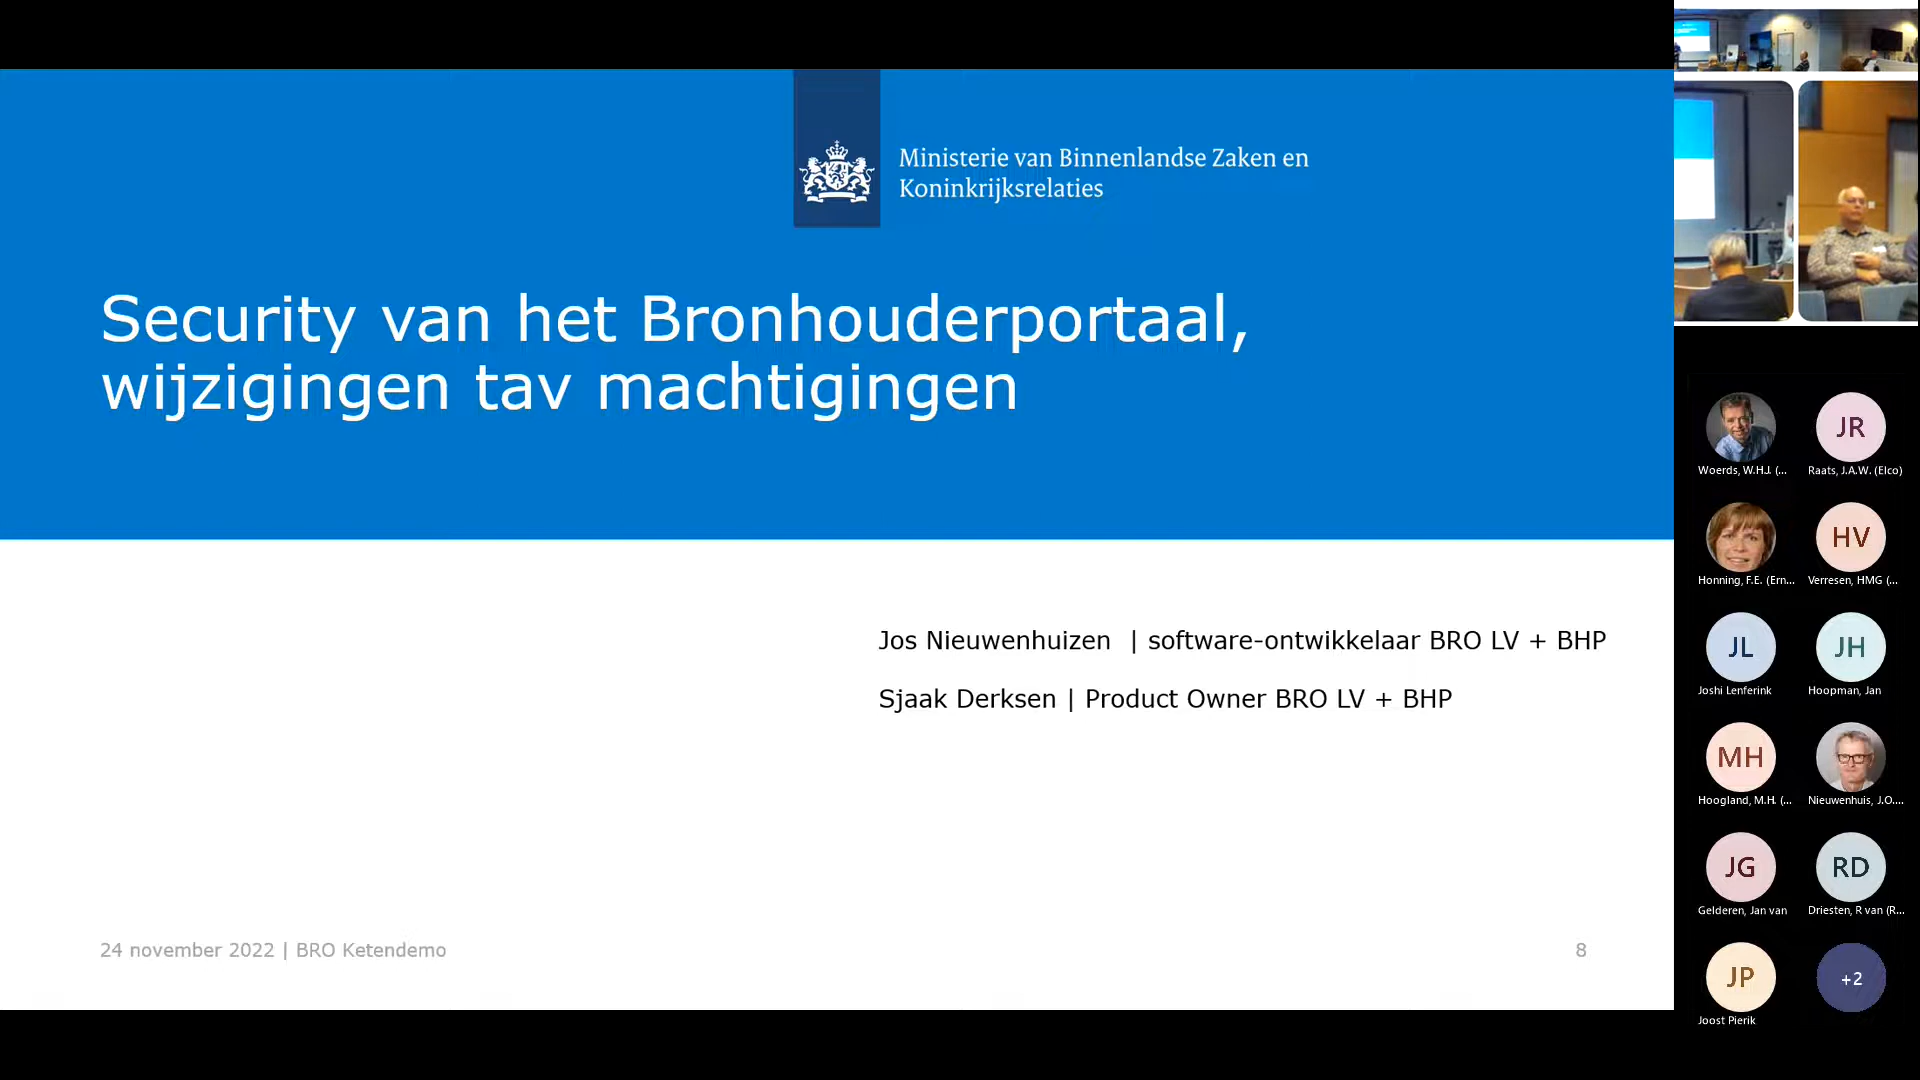 Ministerie van Binnenlandse Zaken en
Koninkrijksrelaties
Security van het Bronhouderportaal,
wijzigingen tav machtigingen
Jos Nieuwenhuizen | software-ontwikkelaar BRO LV + BHP
Sjaak Derksen | Product Owner BRO LV + BHP
24 november 2022 | BRO Ketendemo
8
Woerds, W.H.J. (...
JR
Raats, J.A.W. (Elco)
Honning, F.E. (Ern...
HV
Verresen, HMG (...
JL
Joshi Lenferink
JH
Hoopman, Jan
MH
Hoogland, M.H. (...
Nieuwenhuis, J.O....
JG
Gelderen, Jan van
RD
Driesten, R van (R...
JP
Joost Pierik
+2